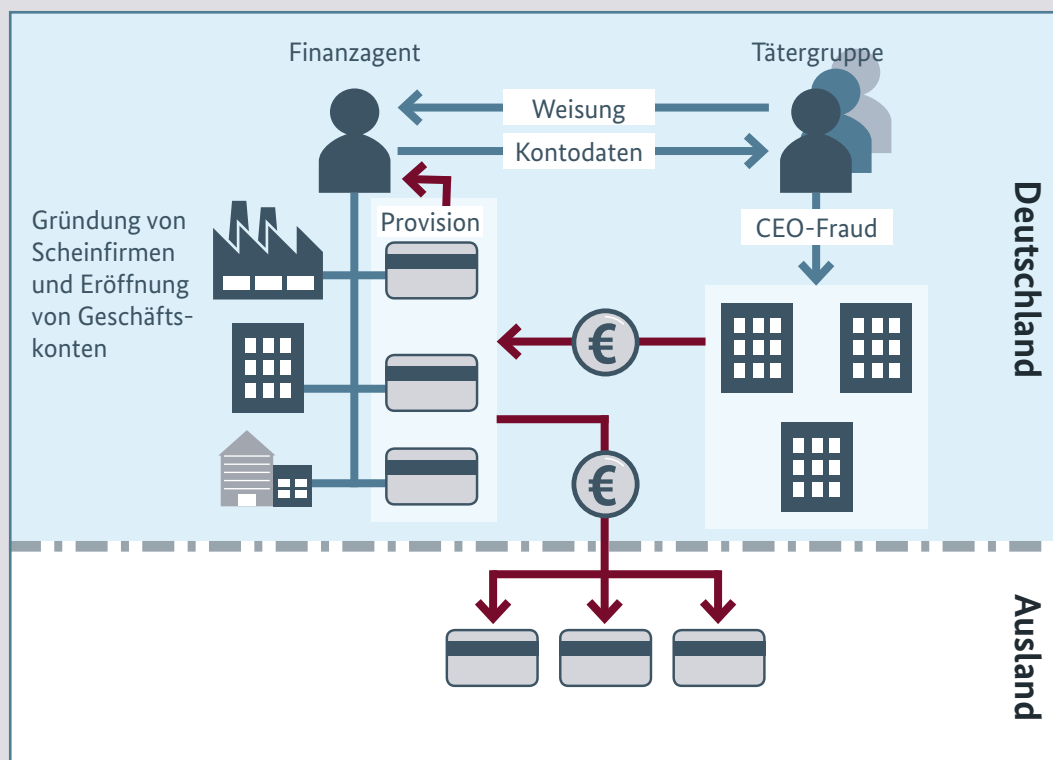 Finanzagent
Tätergruppe
Weisung
Kontodaten
Gründung von
Scheinfirmen
und Eröffnung
von Geschäfts-
konten
Provision
CEO-Fraud
€
€
Deutschland
Ausland